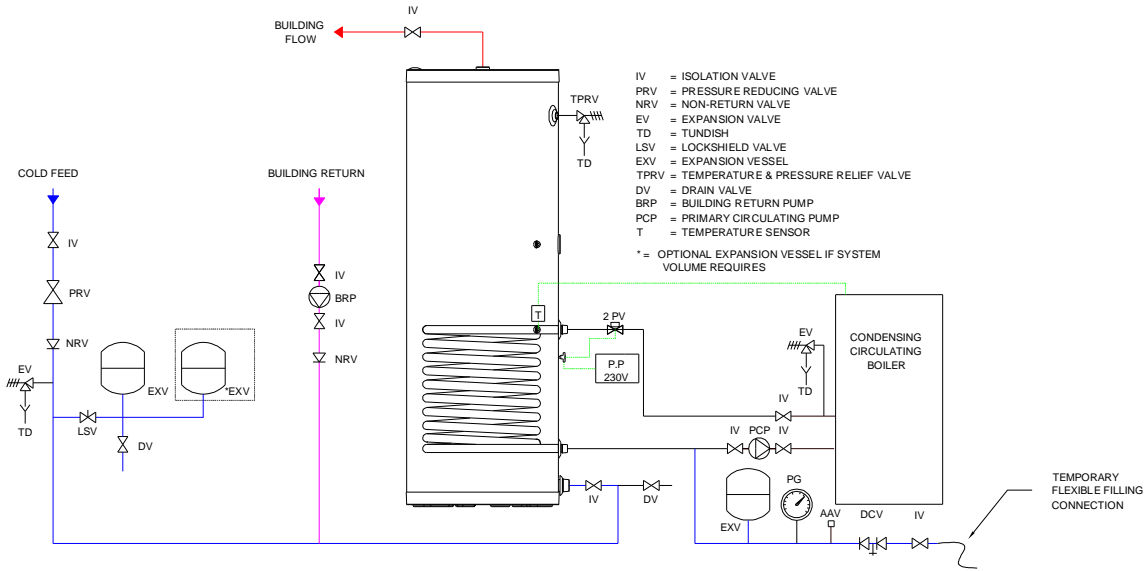 IV
BUILDING
FLOW
IV = ISOLATION VALVE
PRV = PRESSURE REDUCING VALVE
NRV = NON-RETURN VALVE
EV = EXPANSION VALVE
TD = TUNDISH
LSV = LOCKSHIELD VALVE
EXV = EXPANSION VESSEL
TPRV = TEMPERATURE & PRESSURE RELIEF VALVE
DV = DRAIN VALVE
BRP = BUILDING RETURN PUMP
PCP = PRIMARY CIRCULATING PUMP
T = TEMPERATURE SENSOR
* = OPTIONAL EXPANSION VESSEL IF SYSTEM
VOLUME REQUIRES
TPRV
TD
COLD FEED
BUILDING RETURN
IV
IV
PRV
BRP
IV
NRV
NRV
EV
TD
EXV
*EXV
LSV
DV
T
2 PV
P.P
230V
CONDENSING
CIRCULATING
BOILER
EV
TD
IV
IV
PCP
IV
IV
DV
EXV
PG
AAV
DCV
IV
TEMPORARY
FLEXIBLE FILLING
CONNECTION